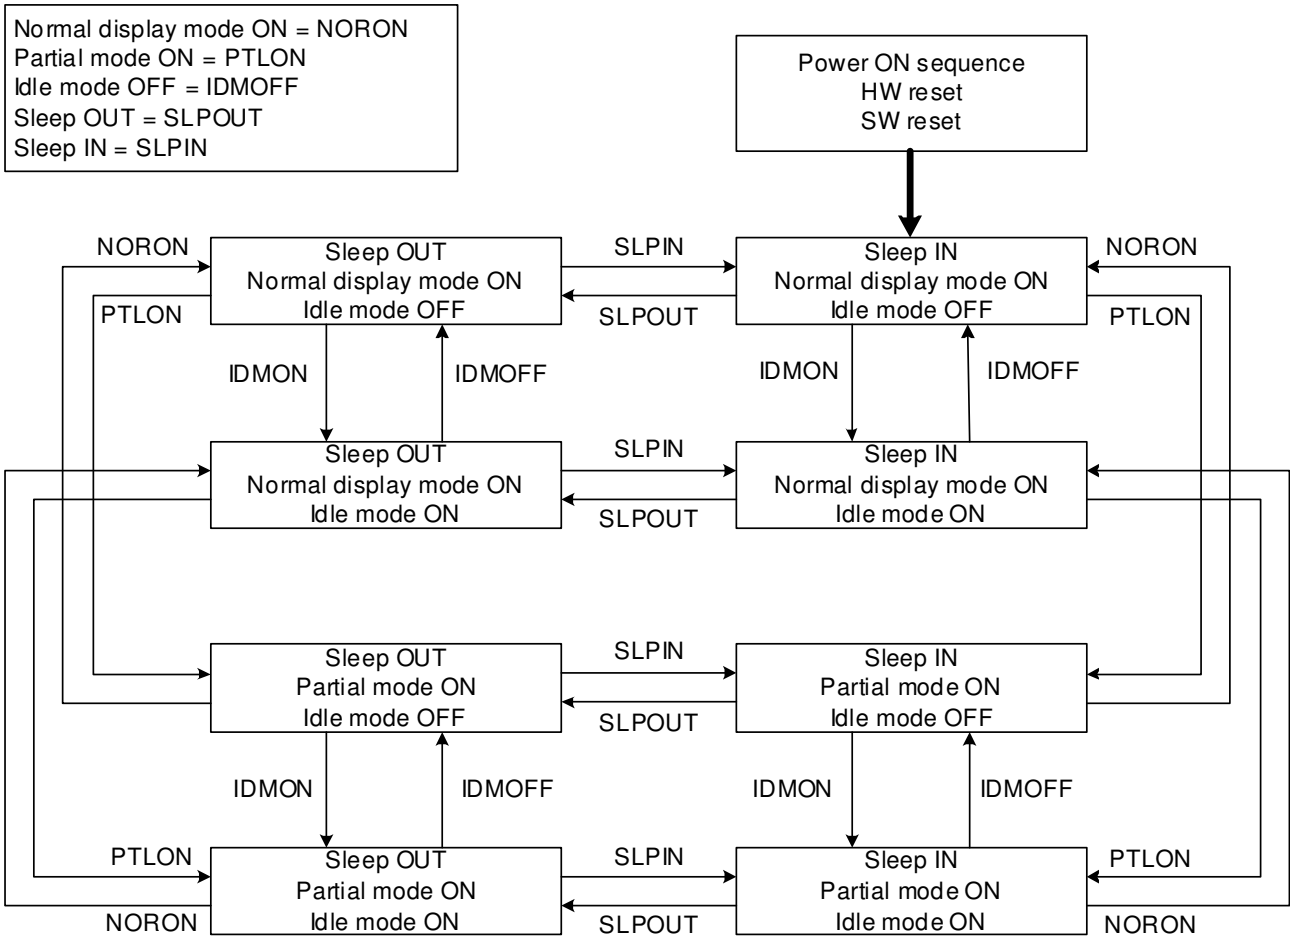 Normal display mode ON = NORON
Partial mode ON = PTLON
Idle mode OFF = IDMOFF
Sleep OUT = SLPOUT
Sleep IN = SLPIN
Power ON sequence
HW reset
SW reset
NORON
Sleep OUT
Normal display mode ON
Idle mode OFF
PTLON
SLPIN
SLPOUT
Sleep IN
Normal display mode ON
Idle mode OFF
NORON
PTLON
IDMON
IDMOFF
IDMON
IDMOFF
Sleep OUT
Normal display mode ON
Idle mode ON
SLPIN
SLPOUT
Sleep IN
Normal display mode ON
Idle mode ON
Sleep OUT
Partial mode ON
Idle mode OFF
SLPIN
SLPOUT
Sleep IN
Partial mode ON
Idle mode OFF
IDMON
IDMOFF
IDMON
IDMOFF
PTLON
NORON
Sleep OUT
Partial mode ON
Idle mode ON
SLPIN
SLPOUT
Sleep IN
Partial mode ON
Idle mode ON
PTLON
NORON